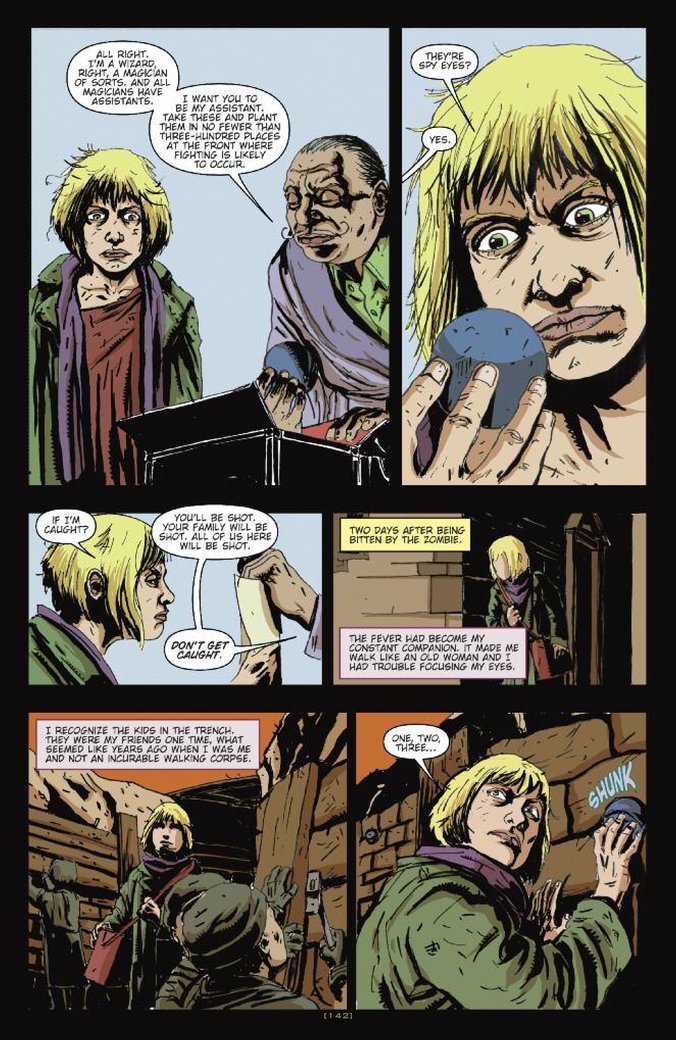 ALL RIGHT.
I'M A WIZARD,
RIGHT, A MAGICIAN
OF SORTS. AND ALL
MAGICIANS HAVE
ASSISTANTS.
I WANT YOU TO
BE MY ASSISTANT.
TAKE THESE AND PLANT
THEM IN NO FEWER THAN
THREE-HUNDRED PLACES
AT THE FRONT WHERE
FIGHTING IS LIKELY
TO OCCUR.
THEY'RE
SPY EYES?
YES.
IF I'M
CAUGHT?
YOU'LL BE SHOT.
YOUR FAMILY WILL BE
SHOT. ALL OF US HERE
WILL BE SHOT.
DON'T GET
CAUGHT.
TWO DAYS AFTER BEING
BITTEN BY THE ZOMBIE.
THE FEVER HAD BECOME MY
CONSTANT COMPANION. IT MADE ME
WALK LIKE AN OLD WOMAN AND I
HAD TROUBLE FOCUSING MY EYES.
I RECOGNIZE THE KIDS IN THE TRENCH.
THEY WERE MY FRIENDS ONE TIME, WHAT
SEEMED LIKE YEARS AGO WHEN I WAS ME
AND NOT AN INCURABLE WALKING CORPSE.
ONE, TWO,
THREE...
SHUNK
[142]